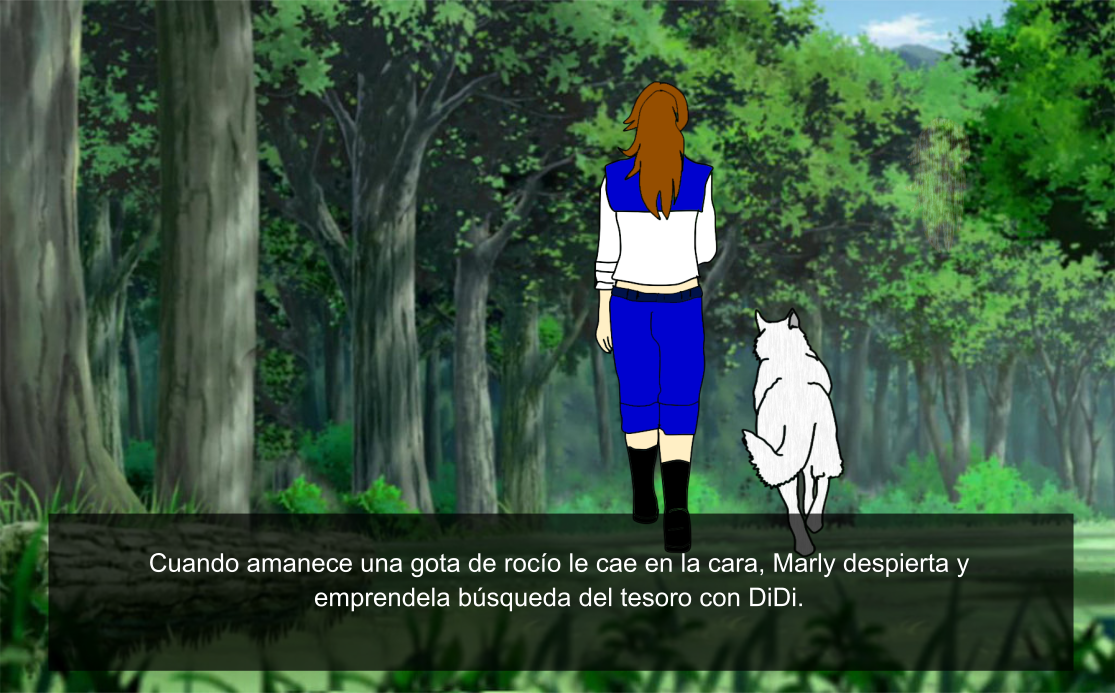 Cuando amanece una gota de rocío le cae en la cara, Marly despierta y
emprendela búsqueda del tesoro con DiDi.